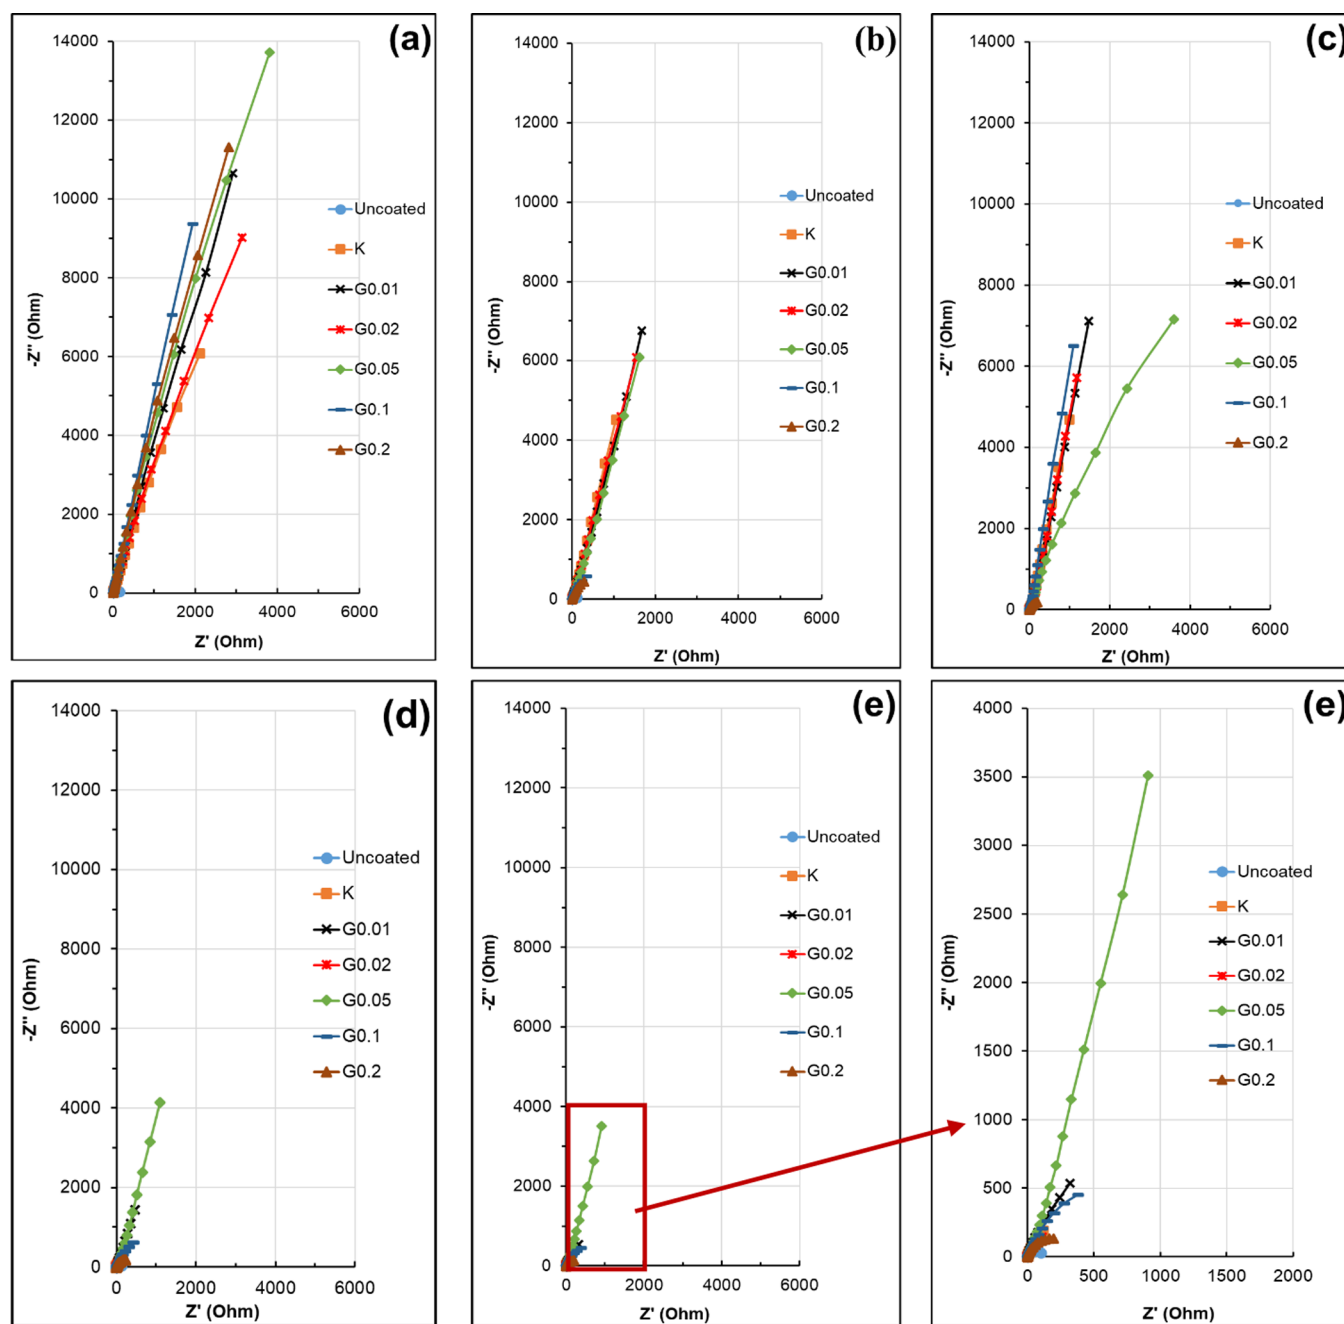 (a)
14000
12000
10000
8000
6000
4000
2000
0
0 2000 4000 6000
-Z'' (Ohm)
Z' (Ohm)
Uncoated
K
G0.01
G0.02
G0.05
G0.1
G0.2
(b)
14000
12000
10000
8000
6000
4000
2000
0
0 2000 4000 6000
-Z'' (Ohm)
Z' (Ohm)
Uncoated
K
G0.01
G0.02
G0.05
G0.1
G0.2
(c)
14000
12000
10000
8000
6000
4000
2000
0
0 2000 4000 6000
-Z'' (Ohm)
Z' (Ohm)
Uncoated
K
G0.01
G0.02
G0.05
G0.1
G0.2
(d)
14000
12000
10000
8000
6000
4000
2000
0
0 2000 4000 6000
-Z'' (Ohm)
Z' (Ohm)
Uncoated
K
G0.01
G0.02
G0.05
G0.1
G0.2
(e)
14000
12000
10000
8000
6000
4000
2000
0
0 2000 4000 6000
-Z'' (Ohm)
Z' (Ohm)
Uncoated
K
G0.01
G0.02
G0.05
G0.1
G0.2
(e)
4000
3500
3000
2500
2000
1500
1000
500
0
0 500 1000 1500 2000
-Z'' (Ohm)
Z' (Ohm)
Uncoated
K
G0.01
G0.02
G0.05
G0.1
G0.2